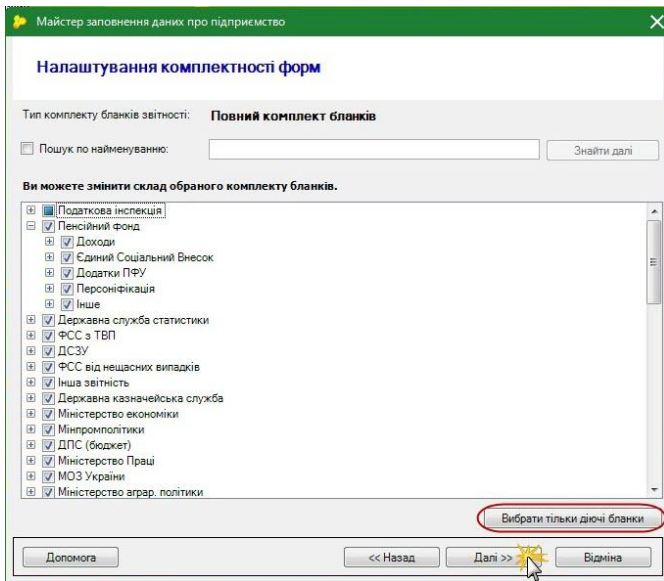 Майстер заповнення даних про підприємство
Налаштування комплектності форм
Тип комплекту бланків звітності: Повний комплект бланків
Пошук по найменуванню: Знайти далі
Ви можете змінити склад обраного комплекту бланків.
Податкова інспекція
Пенсійний фонд
Доходи
Єдиний Соціальний Внесок
Додатки ПФУ
Персоніфікація
Інше
Державна служба статистики
ФСС з ТВП
ДСЗУ
ФСС від нещасних випадків
Інша звітність
Державна казначейська служба
Міністерство економіки
Мінпромполітики
ДПС (бюджет)
Міністерство Праці
МОЗ України
Міністерство аграр. політики
Вибрати тільки діючі бланки
Допомога << Назад Далі >> Відміна